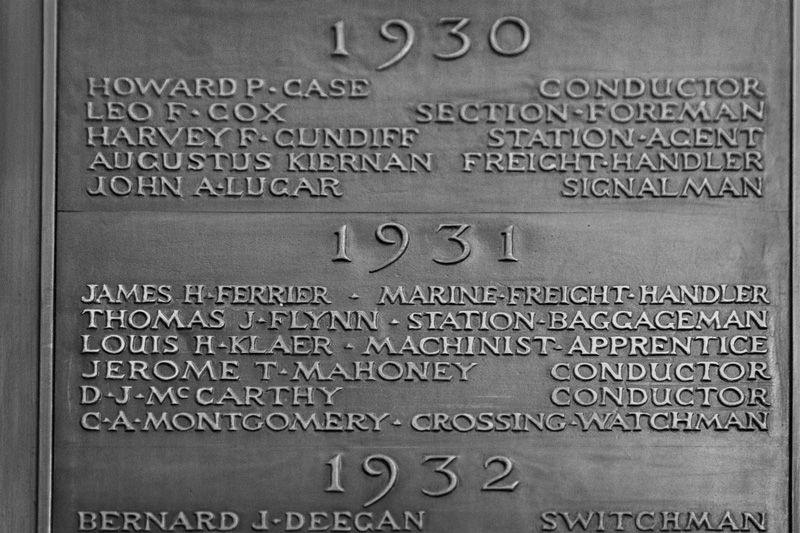 1930
HOWARD P. CASE CONDUCTOR
LEO F. COX SECTION-FOREMAN
HARVEY F. CUNDIFF STATION-AGENT
AUGUSTUS KIERNAN FREIGHT-HANDLER
JOHN A. LUGAR SIGNALMAN
1931
JAMES H. FERRIER - MARINE-FREIGHT-HANDLER
THOMAS J. FLYNN - STATION-BAGGAGEMAN
LOUIS H. KLAER - MACHINIST-APPRENTICE
JEROME T. MAHONEY CONDUCTOR
D. J. McCARTHY CONDUCTOR
C. A. MONTGOMERY - CROSSING-WATCHMAN
1932
BERNARD J. DEEGAN SWITCHMAN